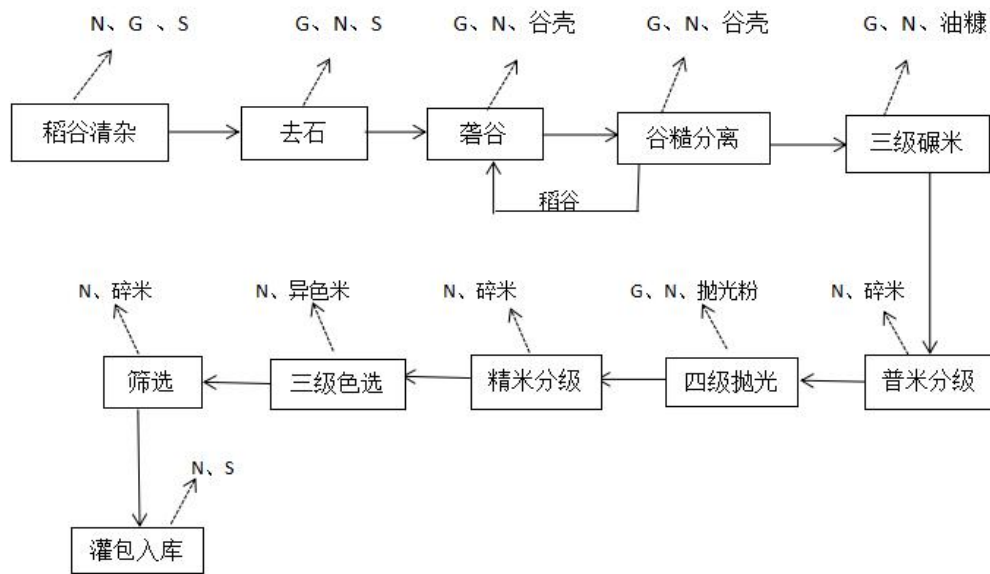 N、G 、S
G、N、S
G、N、谷壳
G、N、谷壳
G、N、油糠
稻谷清杂
去石
砻谷
谷糙分离
三级碾米
稻谷
N、碎米
N、异色米
N、碎米
G、N、抛光粉
N、碎米
筛选
三级色选
精米分级
四级抛光
普米分级
N、S
灌包入库